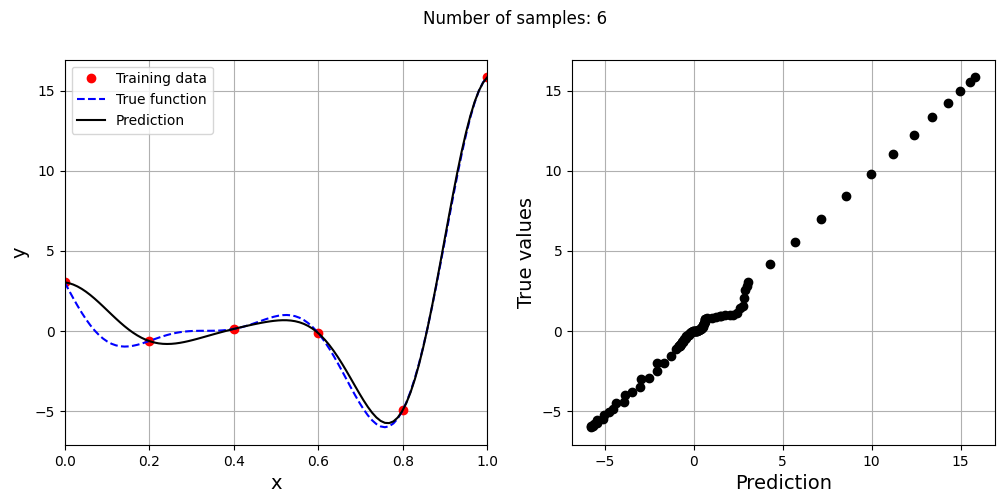 Number of samples: 6
Training data
True function
Prediction
15
10
5
0
−5
y
0.0 0.2 0.4 0.6 0.8 1.0
x
15
10
5
0
−5
True values
−5 0 5 10 15
Prediction